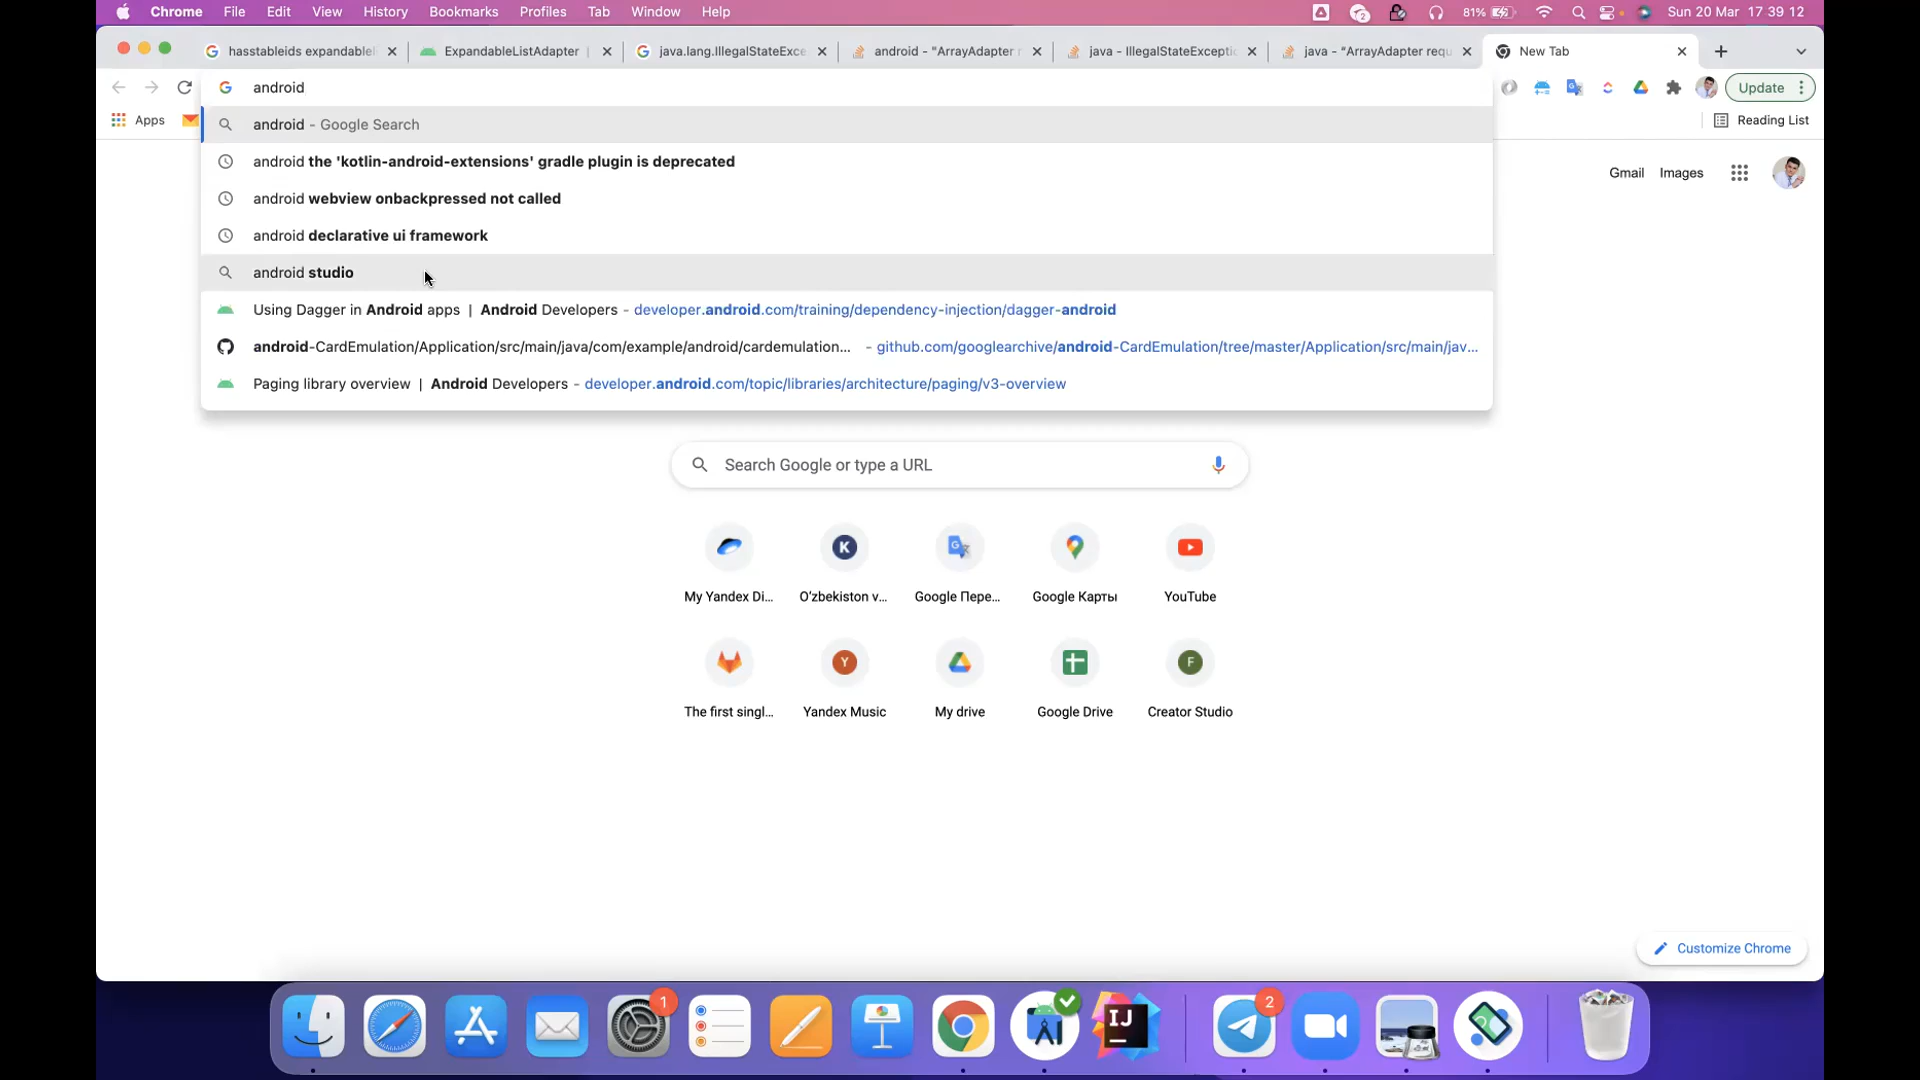 Chrome File Edit View History Bookmarks Profiles Tab Window Help 2 81% Sun 20 Mar 17 39 12
hasstableids expandable ExpandableListAdapter | java.lang.IllegalStateExce android - "ArrayAdapter r java - IllegalStateExceptio java - "ArrayAdapter requ New Tab
android Update
Apps Reading List
android - Google Search
android the 'kotlin-android-extensions' gradle plugin is deprecated
android webview onbackpressed not called
android declarative ui framework
android studio
Using Dagger in Android apps | Android Developers - developer.android.com/training/dependency-injection/dagger-android
android-CardEmulation/Application/src/main/java/com/example/android/cardemulation... - github.com/googlearchive/android-CardEmulation/tree/master/Application/src/main/jav...
Paging library overview | Android Developers - developer.android.com/topic/libraries/architecture/paging/v3-overview
Gmail Images
Search Google or type a URL
K
My Yandex Di... O'zbekiston v... Google Пере... Google Карты YouTube
Y F
The first singl... Yandex Music My drive Google Drive Creator Studio
Customize Chrome
1 IJ 2